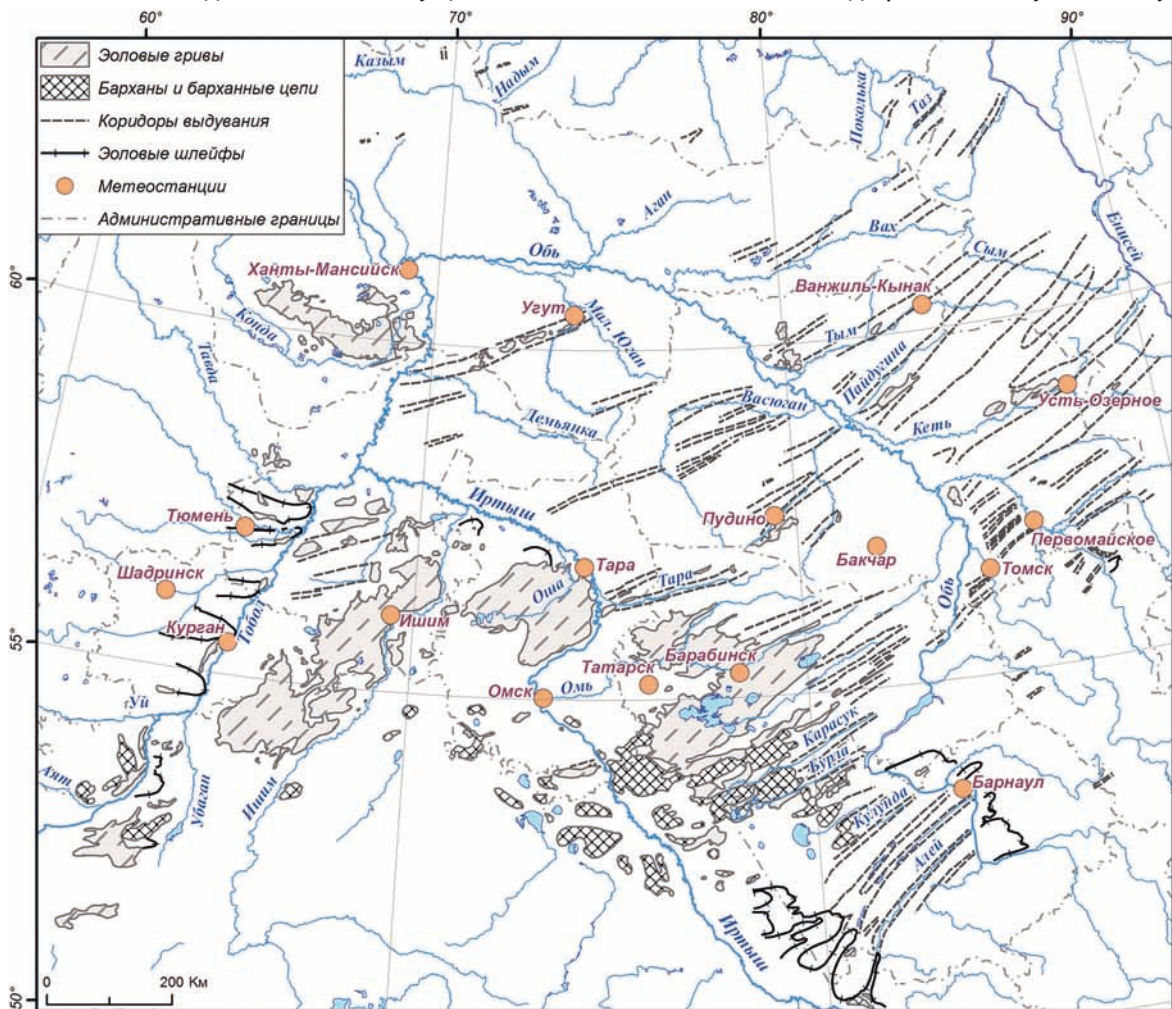 60°
70°
80°
90°
Эоловые гривы
Барханы и барханные цепи
Коридоры выдувания
Эоловые шлейфы
Метеостанции
Административные границы
Казым
Надым
Поколька
Таз
Аган
Вах
Сым
Енисей
Обь
60°
Ханты-Мансийск
Ванжиль-Кынак
Угут
Мал. Юган
Конда
Тавда
Тым
Пайдугина
Усть-Озерное
Васюган
Демьянка
Кеть
Иртыш
Тюмень
Пудино
Первомайское
Бакчар
Тара
Томск
Шадринск
Оша
Тара
Обь
Ишим
Курган
Тобол
55°
Барабинск
Татарск
Омск
Омь
Карасук
Бурла
Уй
Аят
Убаган
Ишим
Барнаул
Кулуйда
Алей
Иртыш
0
200 Км
50°